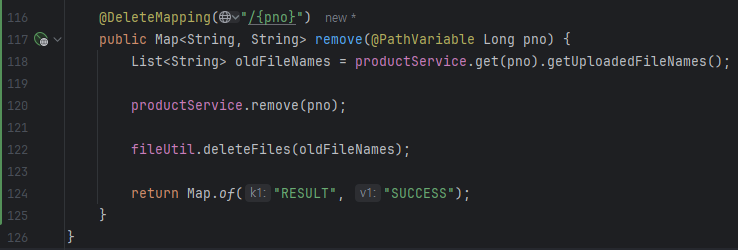 116 @DeleteMapping("/{pno}") new *
117 public Map<String, String> remove(@PathVariable Long pno) {
118 List<String> oldFileNames = productService.get(pno).getUploadedFileNames();
119
120 productService.remove(pno);
121
122 fileUtil.deleteFiles(oldFileNames);
123
124 return Map.of( k1: "RESULT", v1: "SUCCESS");
125 }
126 }